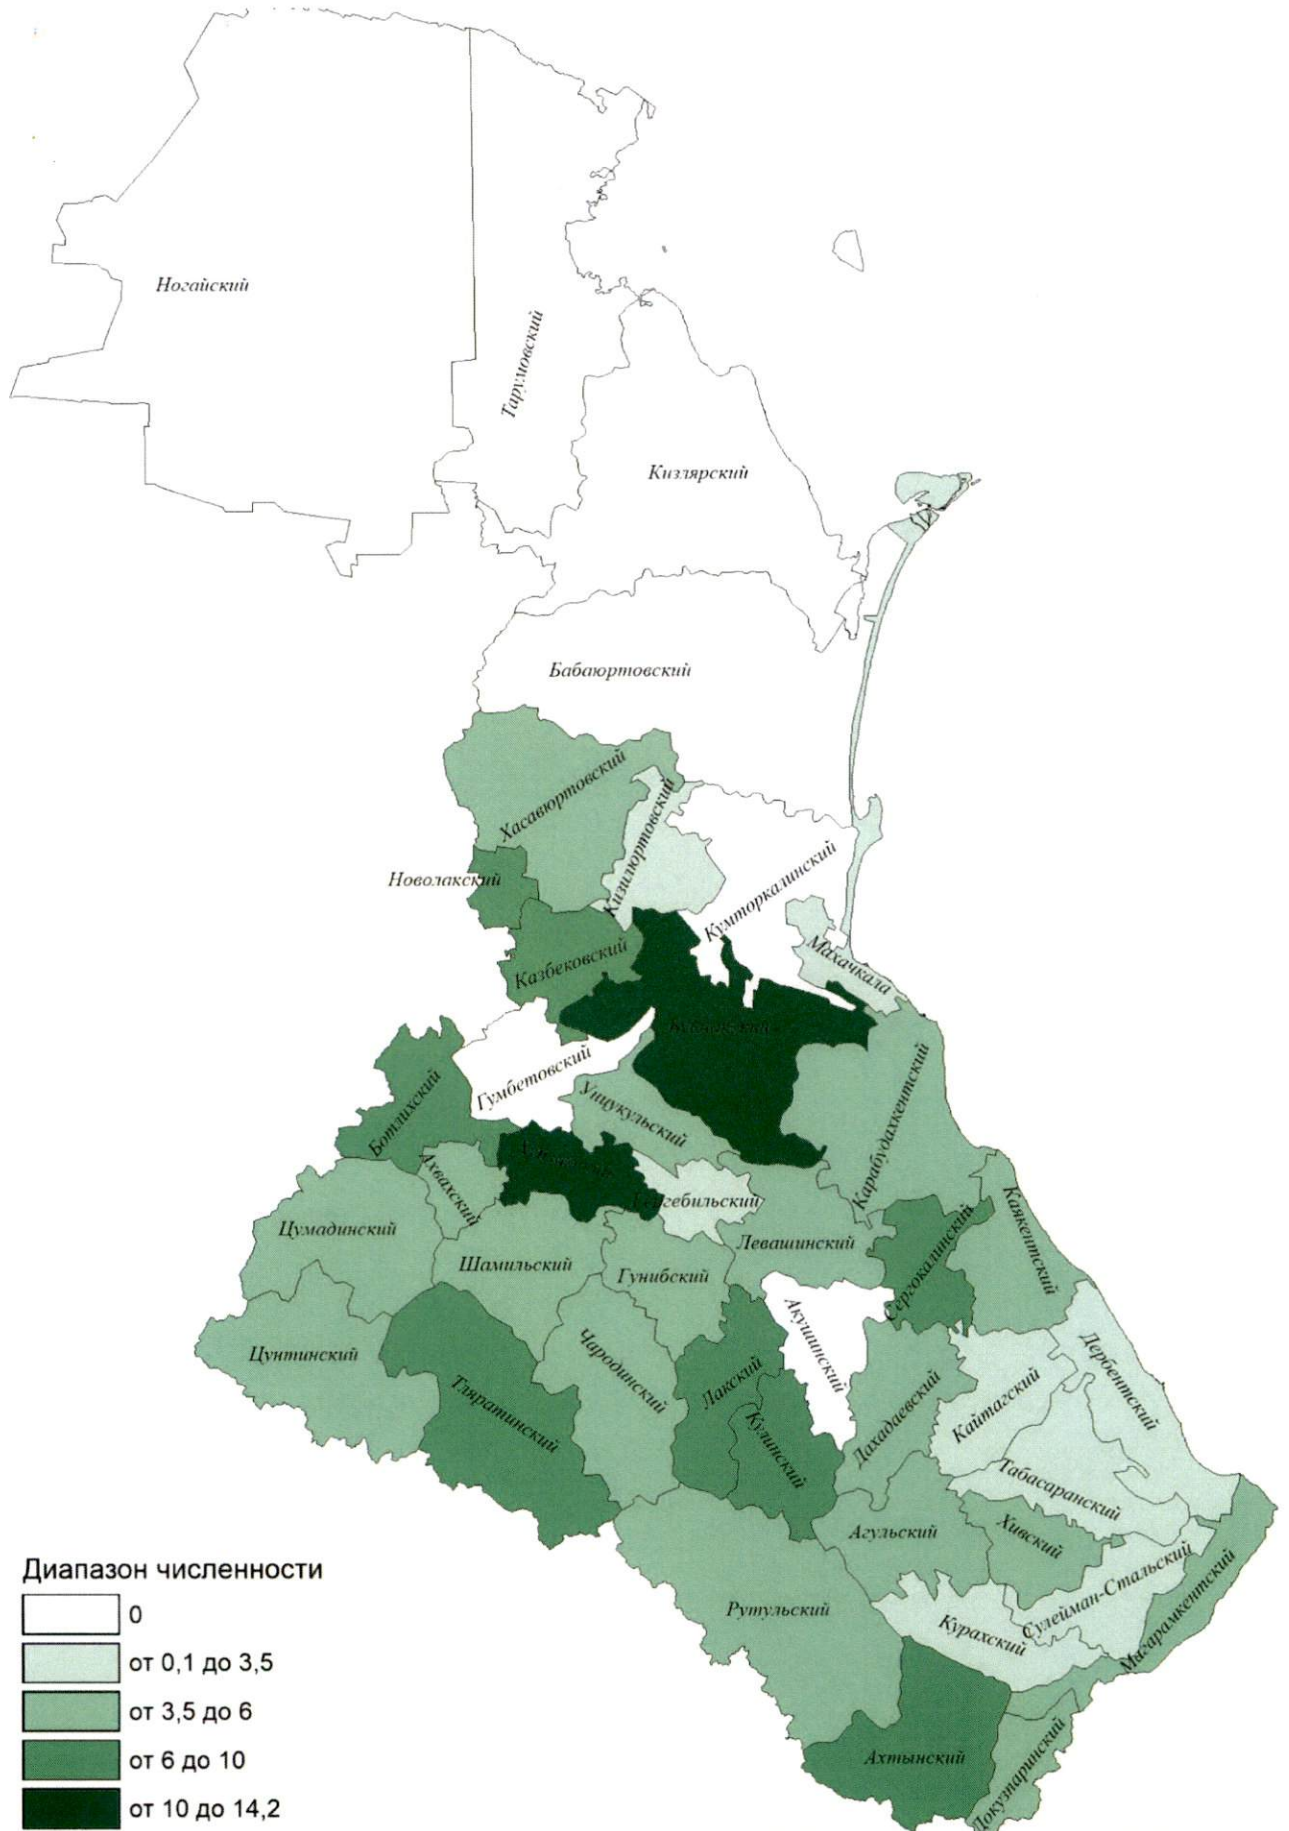 Ногайский
Тарумовский
Кизлярский
Бабаюртовский
Хасавюртовский
Кизилюртовский
Новолакский
Кумторкалинский
Казбековский
Махачкала
Гумбетовский
Унцукульский
Ботлихский
Карабудахкентский
Ахвахский
Каякентский
Цумадинский
Шамильский
Гунибский
Левашинский
Сергокалинский
Цунтинский
Тляратинский
Чародинский
Лакский
Кулинский
Акушинский
Дахадаевский
Кайтагский
Дербентский
Табасаранский
Агульский
Хивский
Рутульский
Курахский
Сулейман-Стальский
Магарамкентский
Ахтынский
Докузпаринский
Диапазон численности
0
от 0,1 до 3,5
от 3,5 до 6
от 6 до 10
от 10 до 14,2